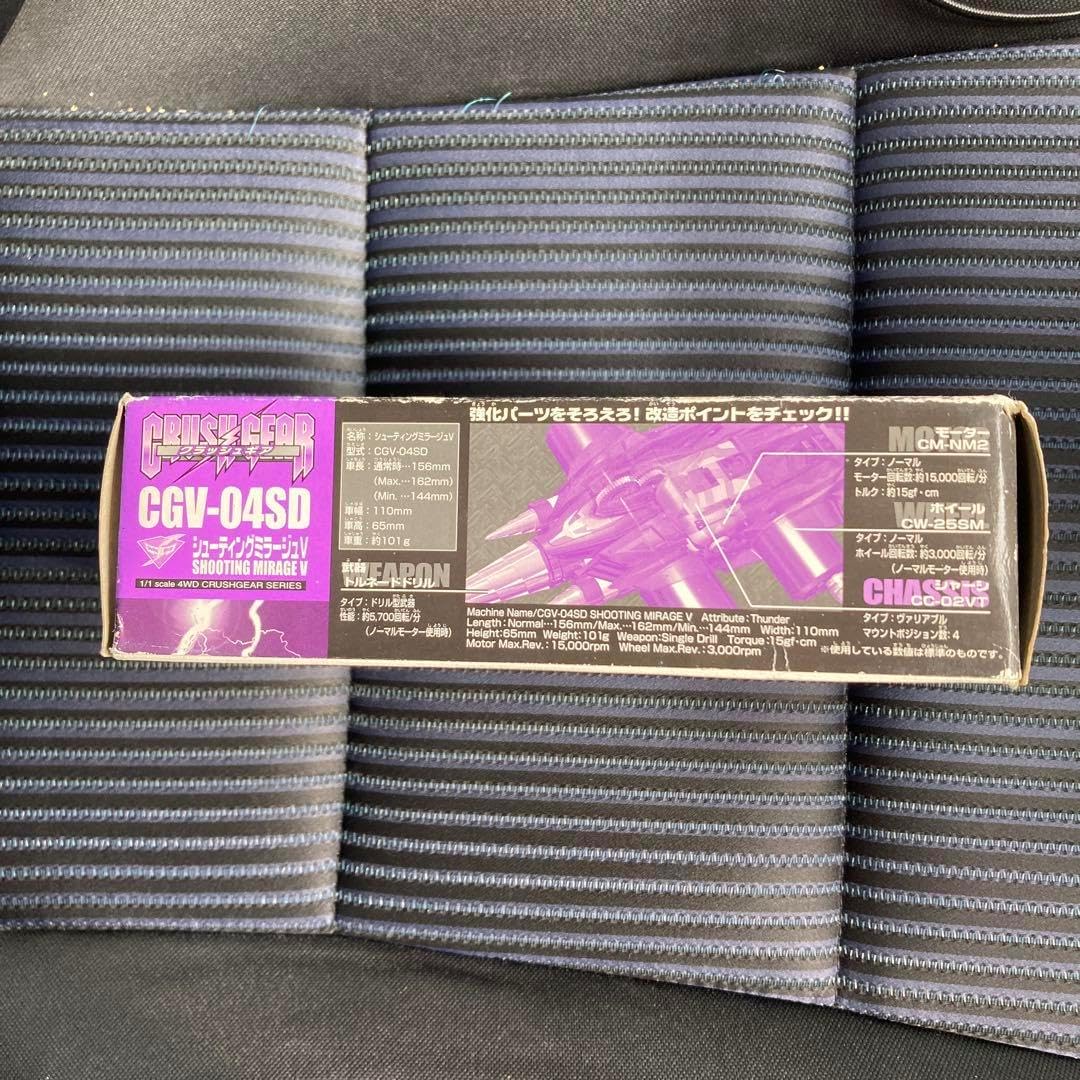 CRUSH GEAR
クラッシュギア
CGV-04SD
シューティングミラージュV
SHOOTING MIRAGE V
1/1 scale 4WD CRUSHGEAR SERIES
名称：シューティングミラージュV
型式：CGV-04SD
車長：通常時…156mm
(Max.…162mm)
(Min.…144mm)
車幅：110mm
車高：65mm
車重：約101g
WEAPON
武器
トルネードドリル
タイプ：ドリル型武器
性能：約5,700回転/分
(ノーマルモーター使用時)
強化パーツをそろえろ！改造ポイントをチェック!!
モーター
CM-NM2
タイプ：ノーマル
モーター回転数：約15,000回転/分
トルク：約15gf・cm
ホイール
CW-25SM
タイプ：ノーマル
ホイール回転数：約3,000回転/分
(ノーマルモーター使用時)
CHASSIS
シャーシ
CC-02VT
タイプ：ヴァリアブル
マウントポジション数：4
Machine Name/CGV-04SD SHOOTING MIRAGE V Attribute:Thunder
Length:Normal…156mm/Max.…162mm/Min.…144mm Width:110mm
Height:65mm Weight:101g Weapon:Single Drill Torque:15gf・cm
Motor Max.Rev.:15,000rpm Wheel Max.Rev.:3,000rpm
※使用している数値は標準のものです。